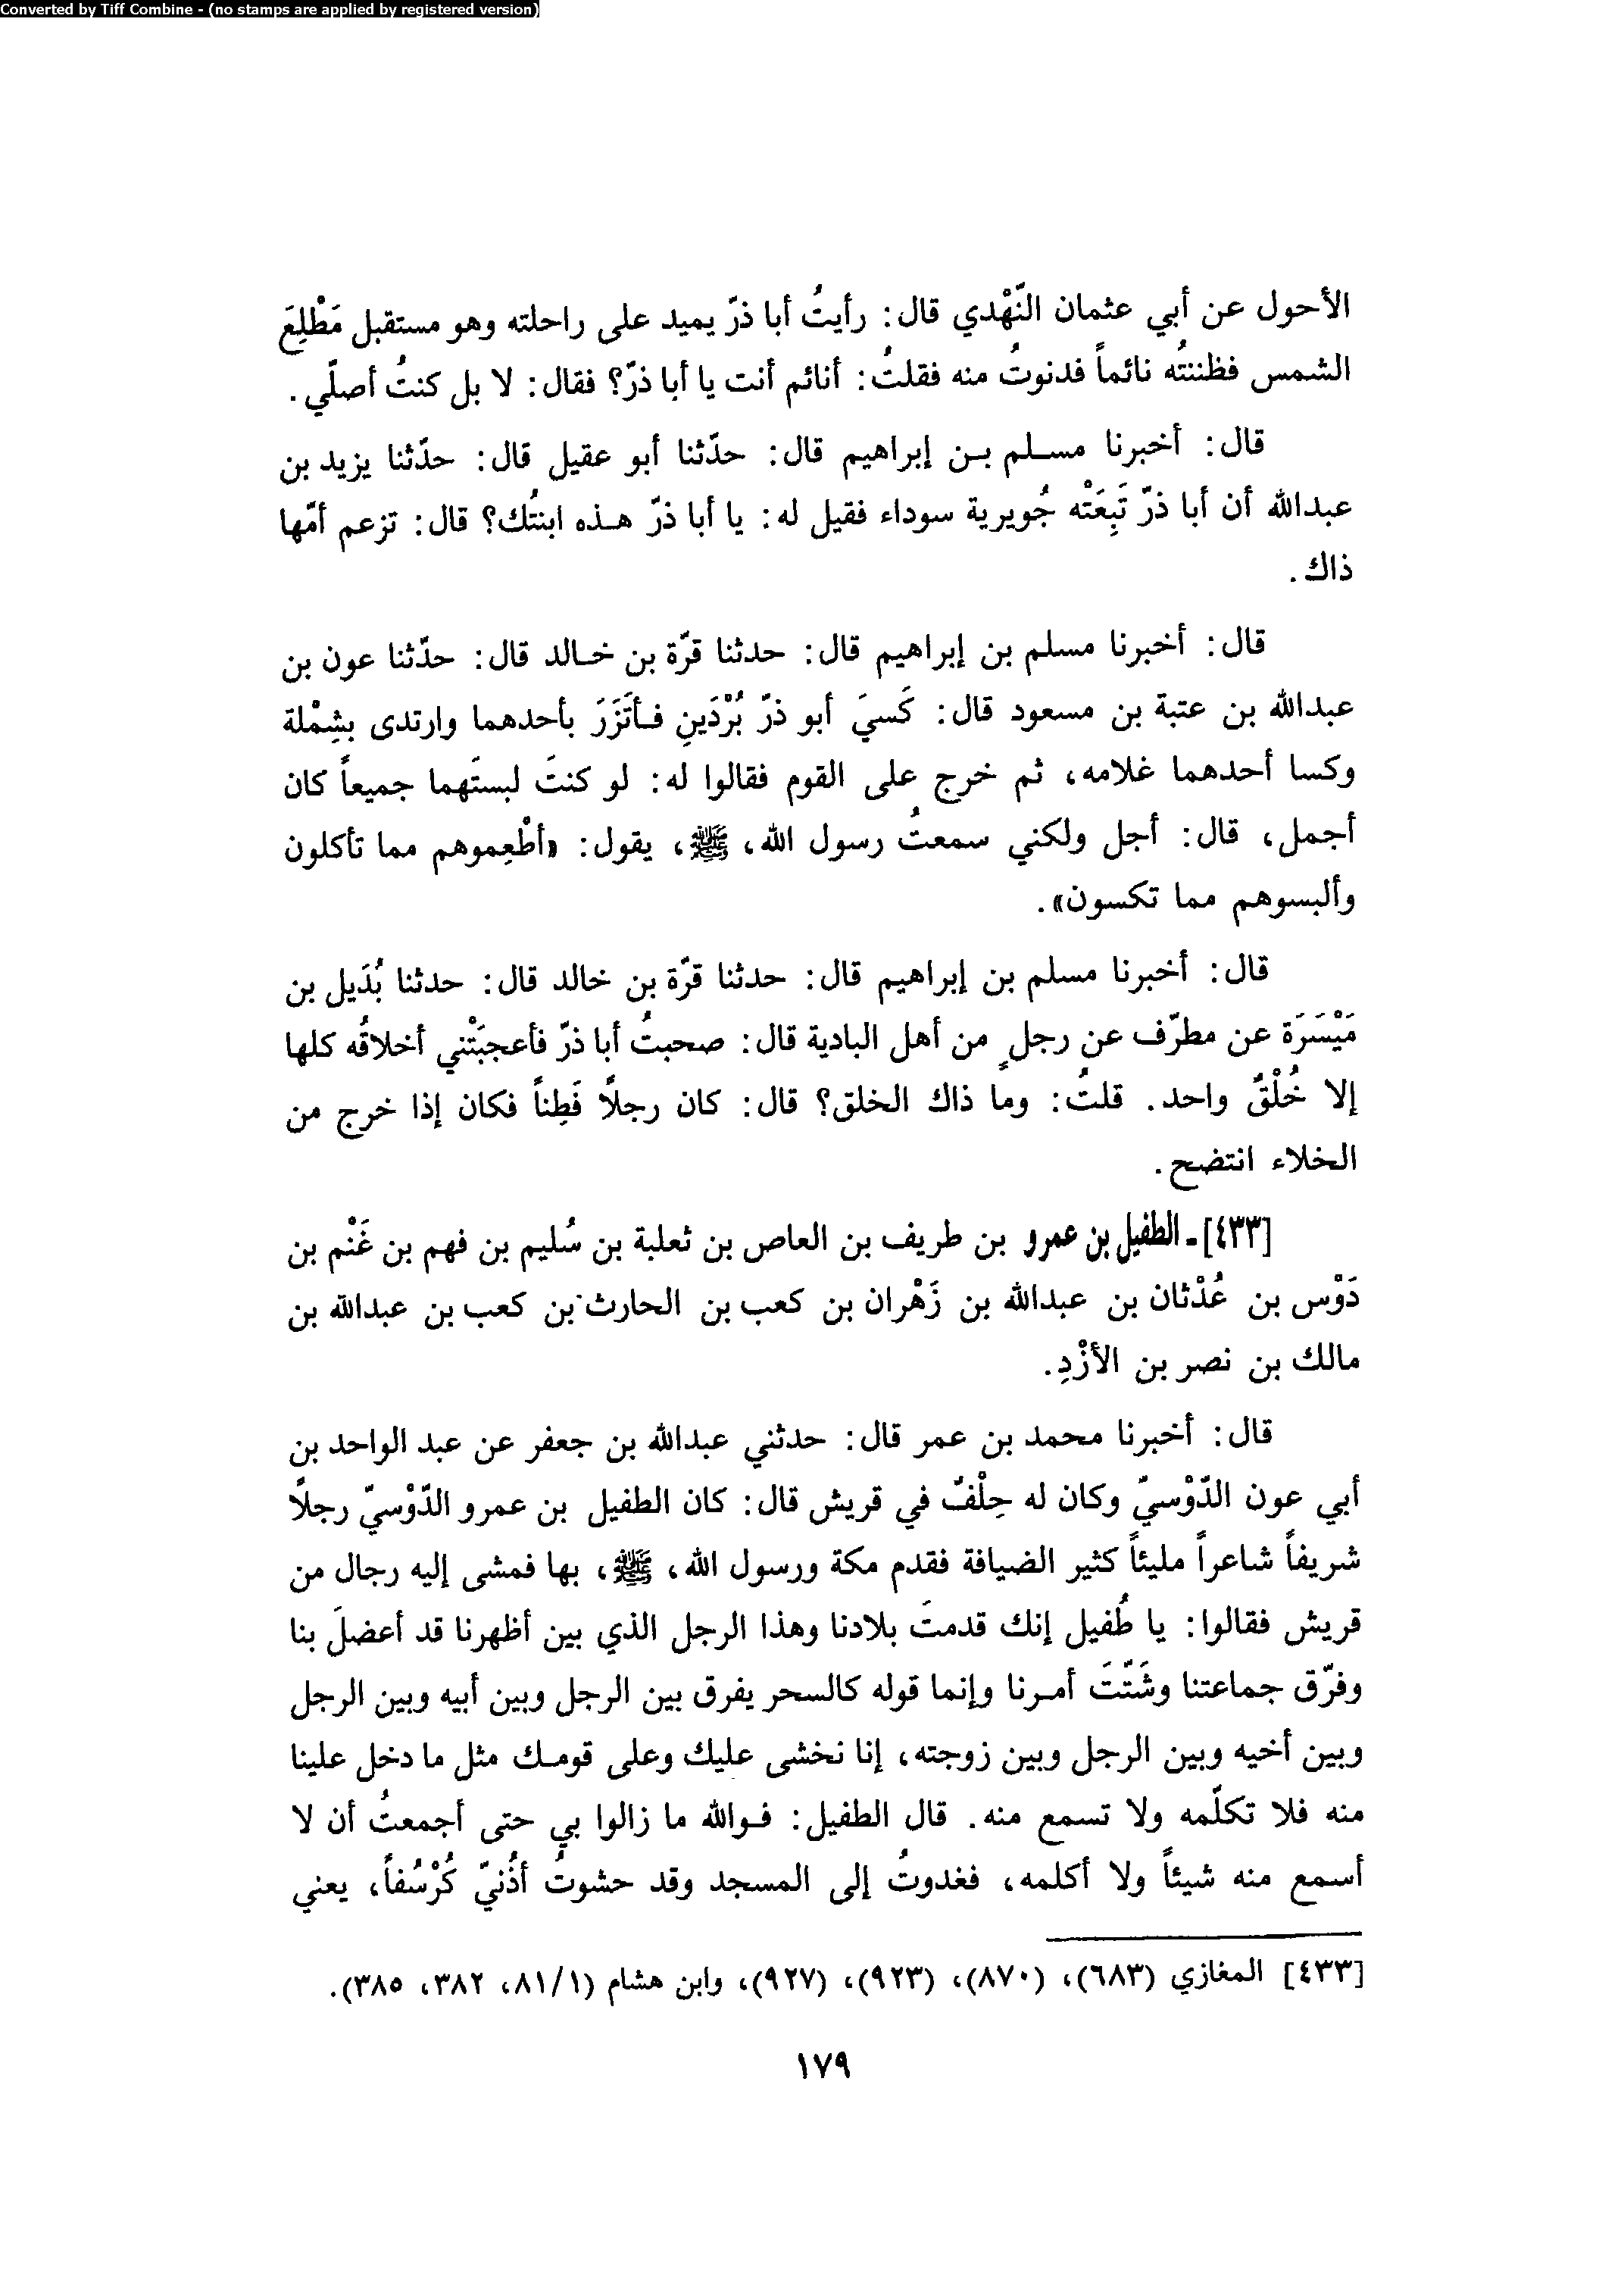 Converted by Tiff Combine - (no stamps are applied by registered version)
الأحول عن أبي عثمان النّهْدي قال: رأيتُ أبا ذرّ يميد على راحلته وهو مستقبل مَطْلِعَ
الشمس فظننتُه نائماً فدنوتُ منه فقلتُ: أنائم أنت يا أبا ذرّ؟ فقال: لا بل كنتُ أصلّي.
قال: أخبرنا مسلم بن إبراهيم قال: حدّثنا أبو عقيل قال: حدّثنا يزيد بن
عبدالله أن أبا ذرّ تَبِعَتْه جُويرية سوداء فقيل له: يا أبا ذرّ هذه ابنتُك؟ قال: تزعم أمّها
ذاك.
قال: أخبرنا مسلم بن إبراهيم قال: حدثنا قرّة بن خالد قال: حدّثنا عون بن
عبدالله بن عتبة بن مسعود قال: كَسيَ أبو ذرّ بُرْدَينِ فأتَزَرَ بأحدهما وارتدى بشِمْلة
وكسا أحدهما غلامه، ثم خرج على القوم فقالوا له: لو كنتَ لبستَهما جميعاً كان
أجمل، قال: أجل ولكني سمعتُ رسول الله، ﷺ، يقول: «أطْعِموهم مما تأكلون
وألبسوهم مما تكسون».
قال: أخبرنا مسلم بن إبراهيم قال: حدثنا قرّة بن خالد قال: حدثنا بُدَيل بن
مَيْسَرَة عن مطرّف عن رجلٍ من أهل البادية قال: صحبتُ أبا ذرّ فأعجبَتْني أخلاقُه كلها
إلا خُلْقٌ واحد. قلتُ: وما ذاك الخلق؟ قال: كان رجلًا فَطِناً فكان إذا خرج من
الخلاء انتضح.
[٤٣٣] - الطفيل بن عمرو بن طريف بن العاص بن ثعلبة بن سُليم بن فهم بن غَنْم بن
دَوْس بن عُدْثان بن عبدالله بن زَهْران بن كعب بن الحارث بن كعب بن عبدالله بن
مالك بن نصر بن الأزْدِ.
قال: أخبرنا محمد بن عمر قال: حدثني عبدالله بن جعفر عن عبد الواحد بن
أبي عون الدّوْسيّ وكان له حِلْفٌ في قريش قال: كان الطفيل بن عمرو الدّوْسيّ رجلًا
شريفاً شاعراً مليئاً كثير الضيافة فقدم مكة ورسول الله، ﷺ، بها فمشى إليه رجال من
قريش فقالوا: يا طُفيل إنك قدمتَ بلادنا وهذا الرجل الذي بين أظهرنا قد أعضلَ بنا
وفرّق جماعتنا وشَتّتَ أمرنا وإنما قوله كالسحر يفرق بين الرجل وبين أبيه وبين الرجل
وبين أخيه وبين الرجل وبين زوجته، إنا نخشى عليك وعلى قومك مثل ما دخل علينا
منه فلا تكلّمه ولا تسمع منه. قال الطفيل: فوالله ما زالوا بي حتى أجمعتُ أن لا
أسمع منه شيئاً ولا أكلمه، فغدوتُ إلى المسجد وقد حشوتُ أذُنيّ كُرْسُفاً، يعني
[٤٣٣] المغازي (٦٨٣)، (٨٧٠)، (٩٢٣)، (٩٢٧)، وابن هشام (٨١/١، ٣٨٢، ٣٨٥).
١٧٩